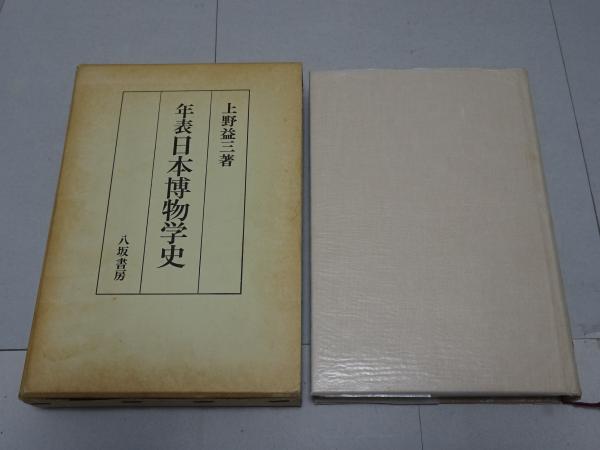 上野益三著
年表日本博物学史
八坂書房